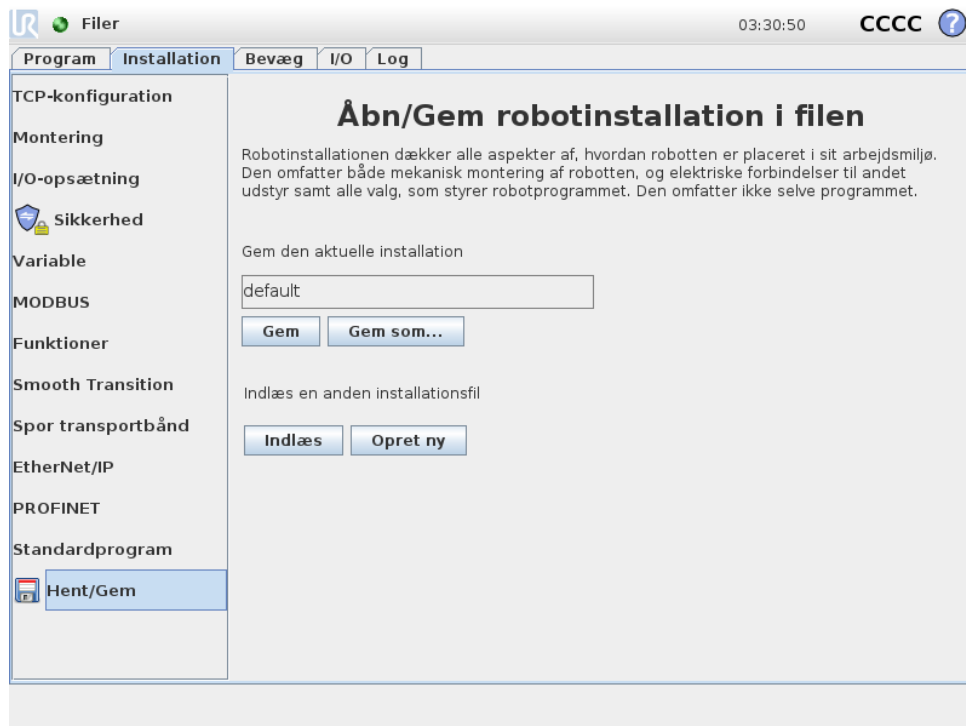 UR Filer 03:30:50 CCCC ?
Program Installation Bevæg I/O Log
TCP-konfiguration
Montering
I/O-opsætning
Sikkerhed
Variable
MODBUS
Funktioner
Smooth Transition
Spor transportbånd
EtherNet/IP
PROFINET
Standardprogram
Hent/Gem
Åbn/Gem robotinstallation i filen
Robotinstallationen dækker alle aspekter af, hvordan robotten er placeret i sit arbejdsmiljø.
Den omfatter både mekanisk montering af robotten, og elektriske forbindelser til andet
udstyr samt alle valg, som styrer robotprogrammet. Den omfatter ikke selve programmet.
Gem den aktuelle installation
default
Gem Gem som...
Indlæs en anden installationsfil
Indlæs Opret ny